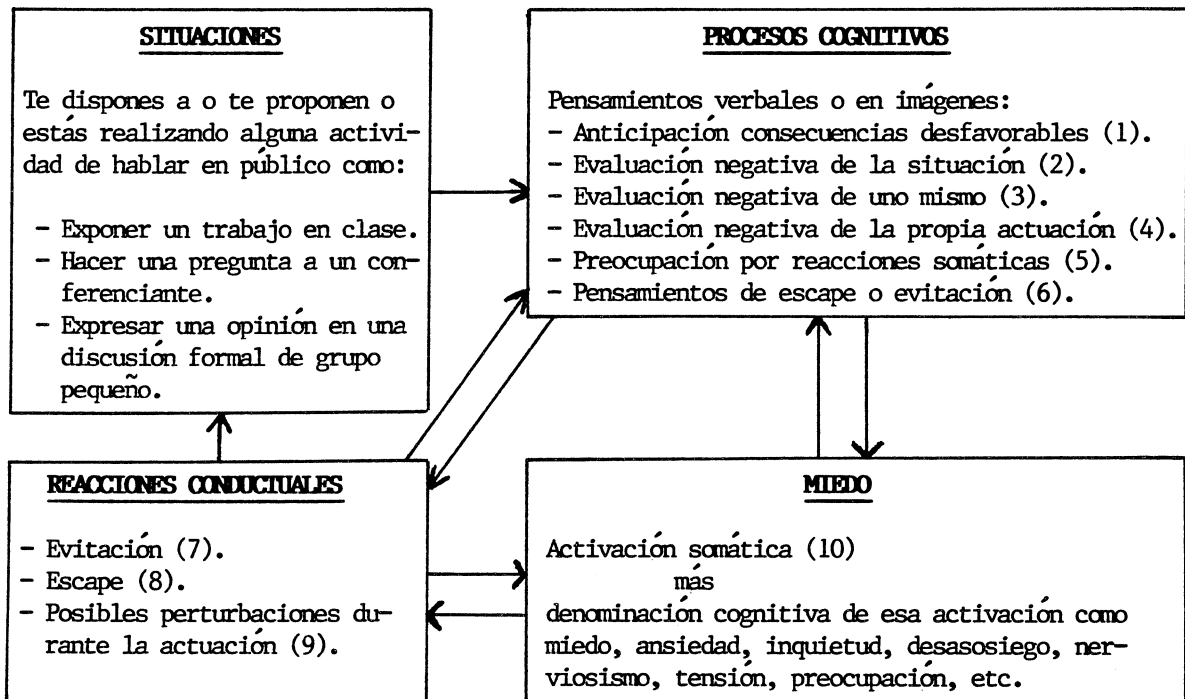 SITUACIONES
Te dispones a o te proponen o
estás realizando alguna activi-
dad de hablar en público como:
- Exponer un trabajo en clase.
- Hacer una pregunta a un con-
ferenciante.
- Expresar una opinión en una
discusión formal de grupo
pequeño.
PROCESOS COGNITIVOS
Pensamientos verbales o en imágenes:
- Anticipación consecuencias desfavorables (1).
- Evaluación negativa de la situación (2).
- Evaluación negativa de uno mismo (3).
- Evaluación negativa de la propia actuación (4).
- Preocupación por reacciones somáticas (5).
- Pensamientos de escape o evitación (6).
REACCIONES CONDUCTUALES
- Evitación (7).
- Escape (8).
- Posibles perturbaciones du-
rante la actuación (9).
MIEDO
Activación somática (10)
más
denominación cognitiva de esa activación como
miedo, ansiedad, inquietud, desasosiego, ner-
viosismo, tensión, preocupación, etc.